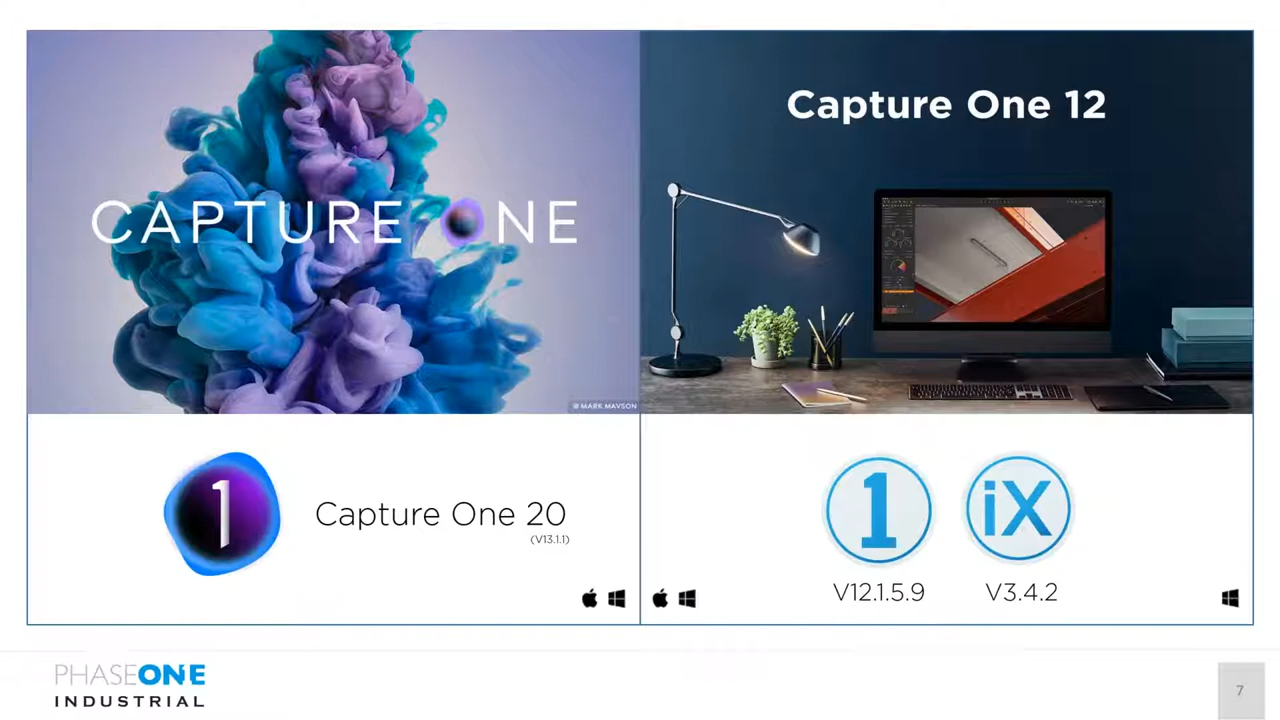 CAPTURE ONE
@ MARK MAVSON
Capture One 12
1
Capture One 20
(V13.1.1)
1
iX
V12.1.5.9
V3.4.2
PHASEONE
INDUSTRIAL
7